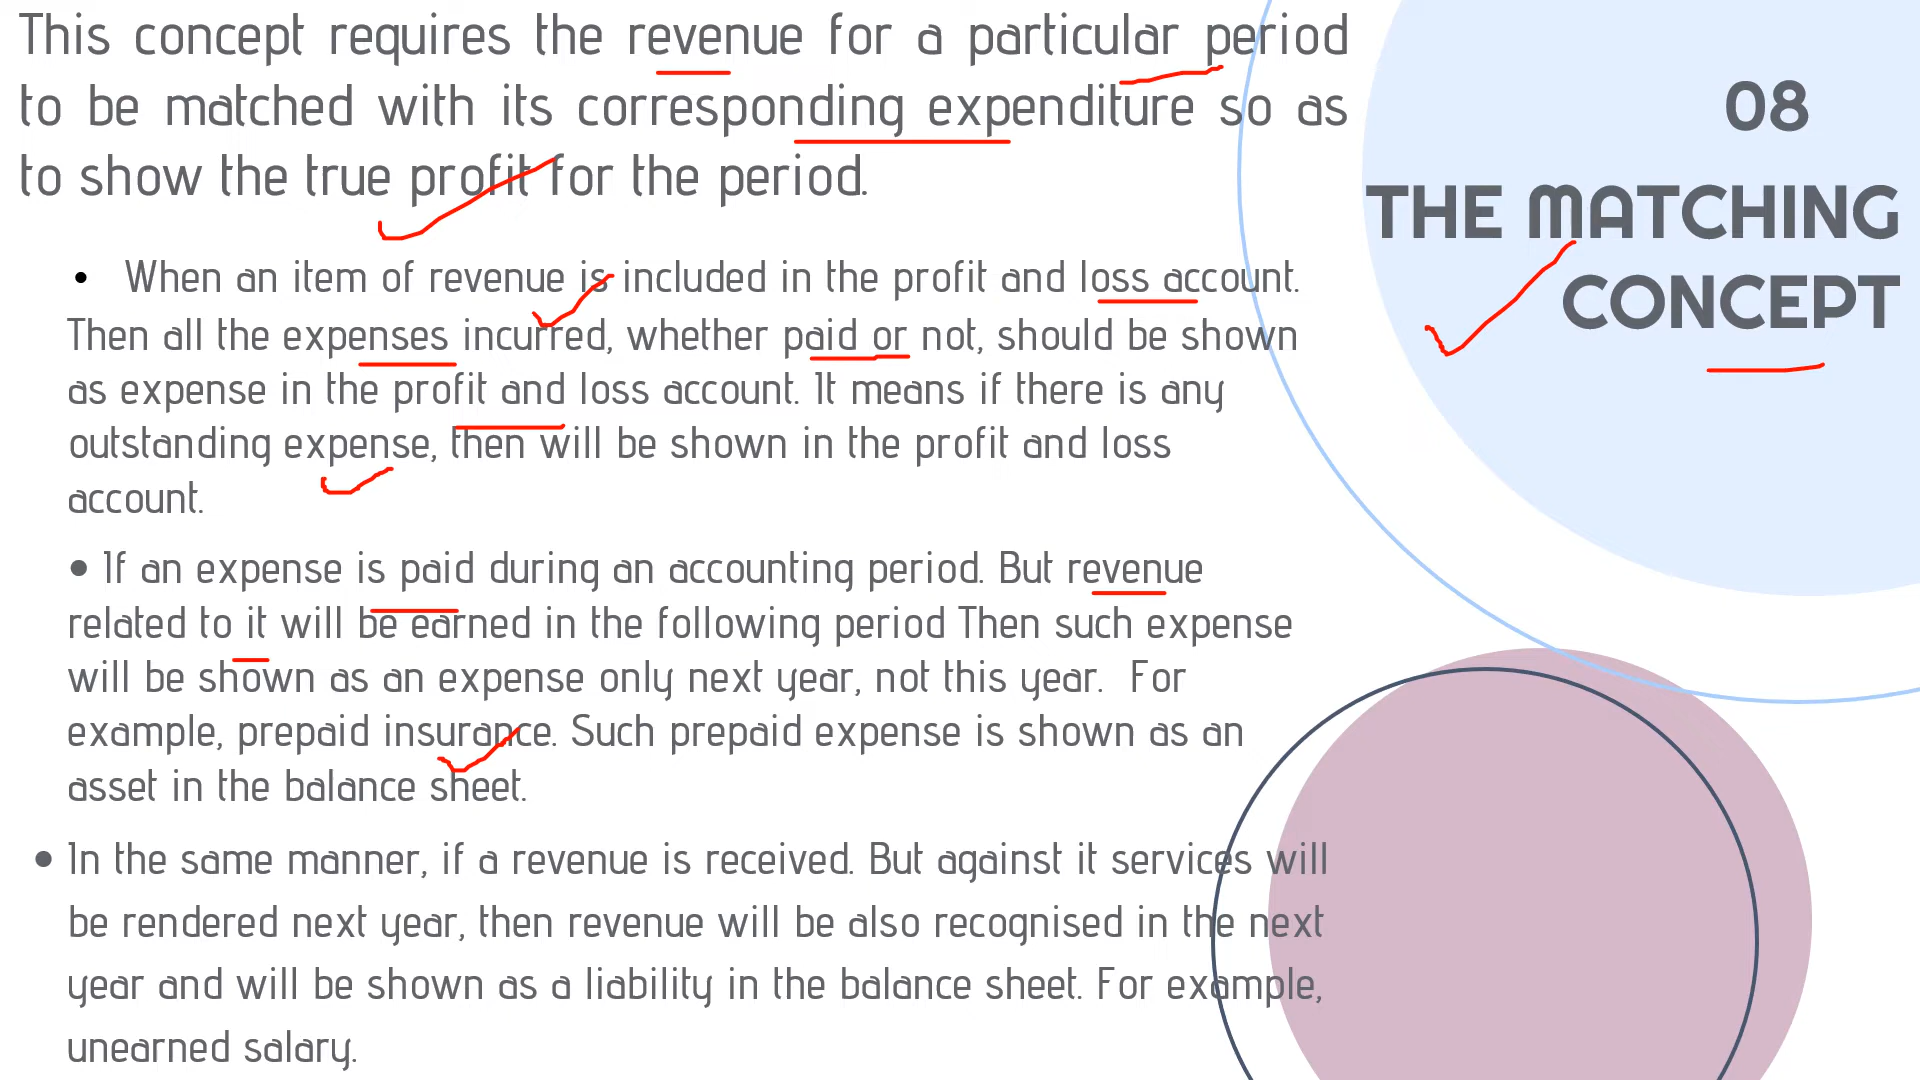 This concept requires the revenue for a particular period
to be matched with its corresponding expenditure so as
to show the true profit for the period.
• When an item of revenue is included in the profit and loss account.
Then all the expenses incurred, whether paid or not, should be shown
as expense in the profit and loss account. It means if there is any
outstanding expense, then will be shown in the profit and loss
account.
• If an expense is paid during an accounting period. But revenue
related to it will be earned in the following period Then such expense
will be shown as an expense only next year, not this year. For
example, prepaid insurance. Such prepaid expense is shown as an
asset in the balance sheet.
• In the same manner, if a revenue is received. But against it services will
be rendered next year, then revenue will be also recognised in the next
year and will be shown as a liability in the balance sheet. For example,
unearned salary.
08
THE MATCHING
CONCEPT